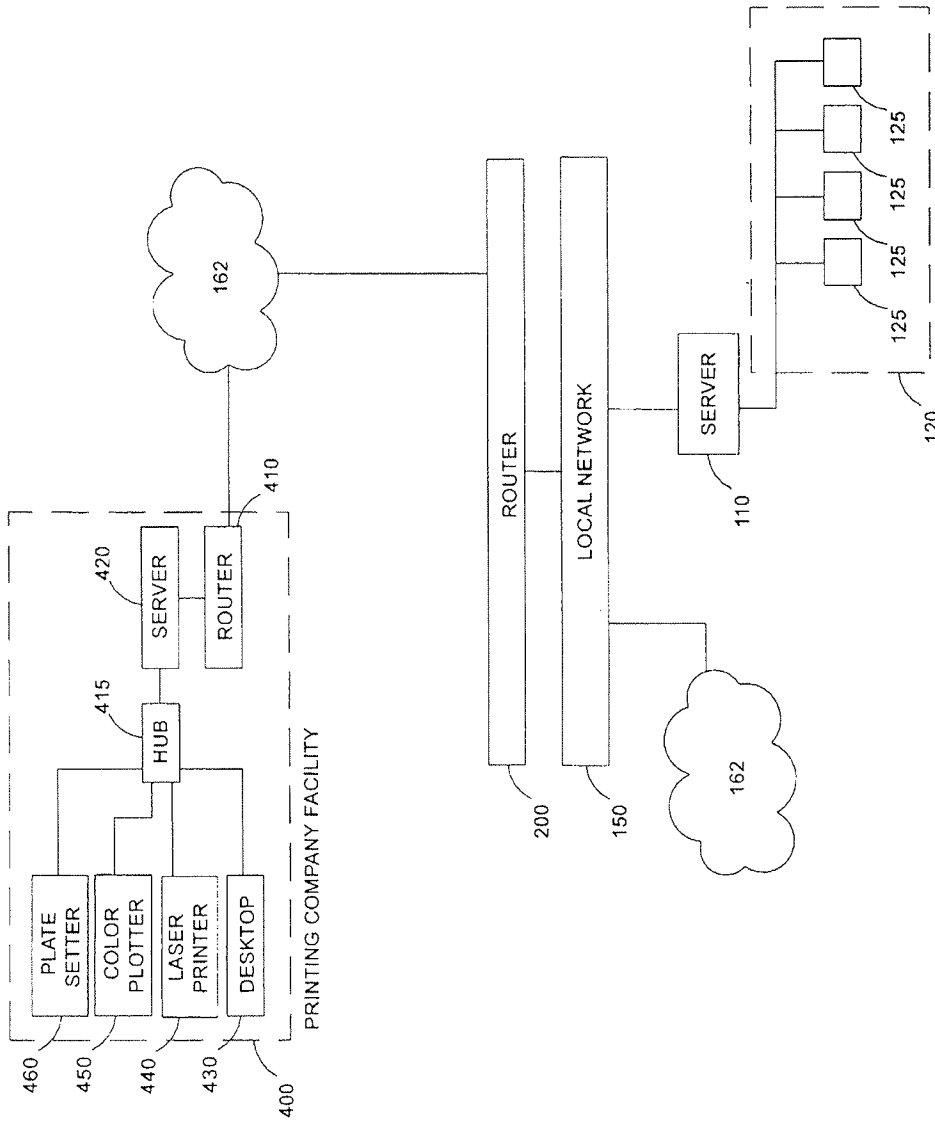 PRINTING COMPANY FACILITY
400
460
PLATE
SETTER
450
COLOR
PLOTTER
440
LASER
PRINTER
430
DESKTOP
415
HUB
420
SERVER
410
ROUTER
162
200
ROUTER
150
LOCAL NETWORK
162
110
SERVER
120
125
125
125
125